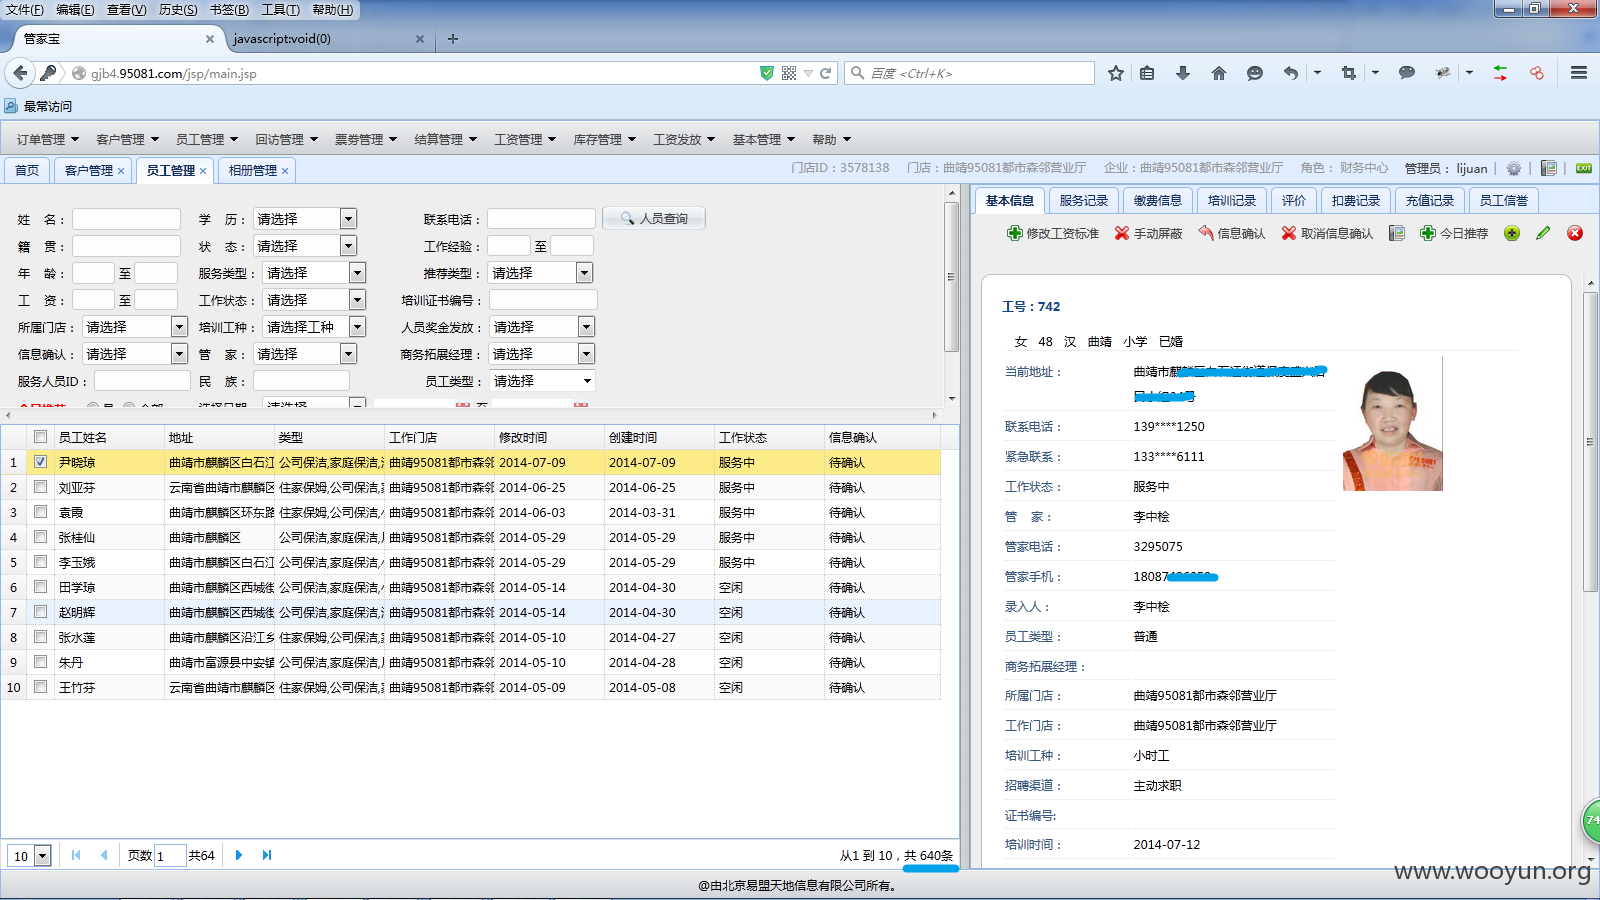 文件(F) 编辑(E) 查看(V) 历史(S) 书签(B) 工具(T) 帮助(H)
管家宝 × javascript:void(0) × +
gjb4.95081.com/jsp/main.jsp
百度 <Ctrl+K>
最常访问
订单管理 客户管理 员工管理 回访管理 票券管理 结算管理 工资管理 库存管理 工资发放 基本管理 帮助
首页 客户管理 × 员工管理 × 相册管理 ×
门店ID：3578138 门店：曲靖95081都市森邻营业厅 企业：曲靖95081都市森邻营业厅 角色： 财务中心 管理员： lijuan | | | EXIT
姓 名： 学 历： 请选择 联系电话： 人员查询
籍 贯： 状 态： 请选择 工作经验： 至
年 龄： 至 服务类型： 请选择 推荐类型： 请选择
工 资： 至 工作状态： 请选择 培训证书编号：
所属门店： 请选择 培训工种： 请选择工种 人员奖金发放： 请选择
信息确认： 请选择 管 家： 请选择 商务拓展经理： 请选择
服务人员ID： 民 族： 员工类型： 请选择
员工姓名 地址 类型 工作门店 修改时间 创建时间 工作状态 信息确认
1 尹晓琼 曲靖市麒麟区白石江 公司保洁,家庭保洁, 曲靖95081都市森邻 2014-07-09 2014-07-09 服务中 待确认
2 刘亚芬 云南省曲靖市麒麟区 住家保姆,公司保洁, 曲靖95081都市森邻 2014-06-25 2014-06-25 服务中 待确认
3 袁霞 曲靖市麒麟区环东路 住家保姆,公司保洁, 曲靖95081都市森邻 2014-06-03 2014-03-31 服务中 待确认
4 张桂仙 曲靖市麒麟区 公司保洁,家庭保洁, 曲靖95081都市森邻 2014-05-29 2014-05-29 服务中 待确认
5 李玉娥 曲靖市麒麟区白石江 公司保洁,家庭保洁, 曲靖95081都市森邻 2014-05-29 2014-05-29 服务中 待确认
6 田学琼 曲靖市麒麟区西城街 公司保洁,家庭保洁, 曲靖95081都市森邻 2014-05-14 2014-04-30 空闲 待确认
7 赵明辉 曲靖市麒麟区西城街 公司保洁,家庭保洁, 曲靖95081都市森邻 2014-05-14 2014-04-30 空闲 待确认
8 张水莲 曲靖市麒麟区沿江乡 住家保姆,公司保洁, 曲靖95081都市森邻 2014-05-10 2014-04-27 空闲 待确认
9 朱丹 曲靖市富源县中安镇 公司保洁,家庭保洁, 曲靖95081都市森邻 2014-05-10 2014-04-28 空闲 待确认
10 王竹芬 云南省曲靖市麒麟区 住家保姆,公司保洁, 曲靖95081都市森邻 2014-05-09 2014-05-08 空闲 待确认
10 页数 1 共64 从1 到 10，共 640条
基本信息 服务记录 缴费信息 培训记录 评价 扣费记录 充值记录 员工信誉
修改工资标准 手动屏蔽 信息确认 取消信息确认 今日推荐
工号：742
女 48 汉 曲靖 小学 已婚
当前地址： 曲靖市
联系电话： 139****1250
紧急联系： 133****6111
工作状态： 服务中
管 家： 李中桧
管家电话： 3295075
管家手机： 18087
录入人： 李中桧
员工类型： 普通
商务拓展经理：
所属门店： 曲靖95081都市森邻营业厅
工作门店： 曲靖95081都市森邻营业厅
培训工种： 小时工
招聘渠道： 主动求职
证书编号:
培训时间： 2014-07-12
74
www.wooyun.org
@由北京易盟天地信息有限公司所有。